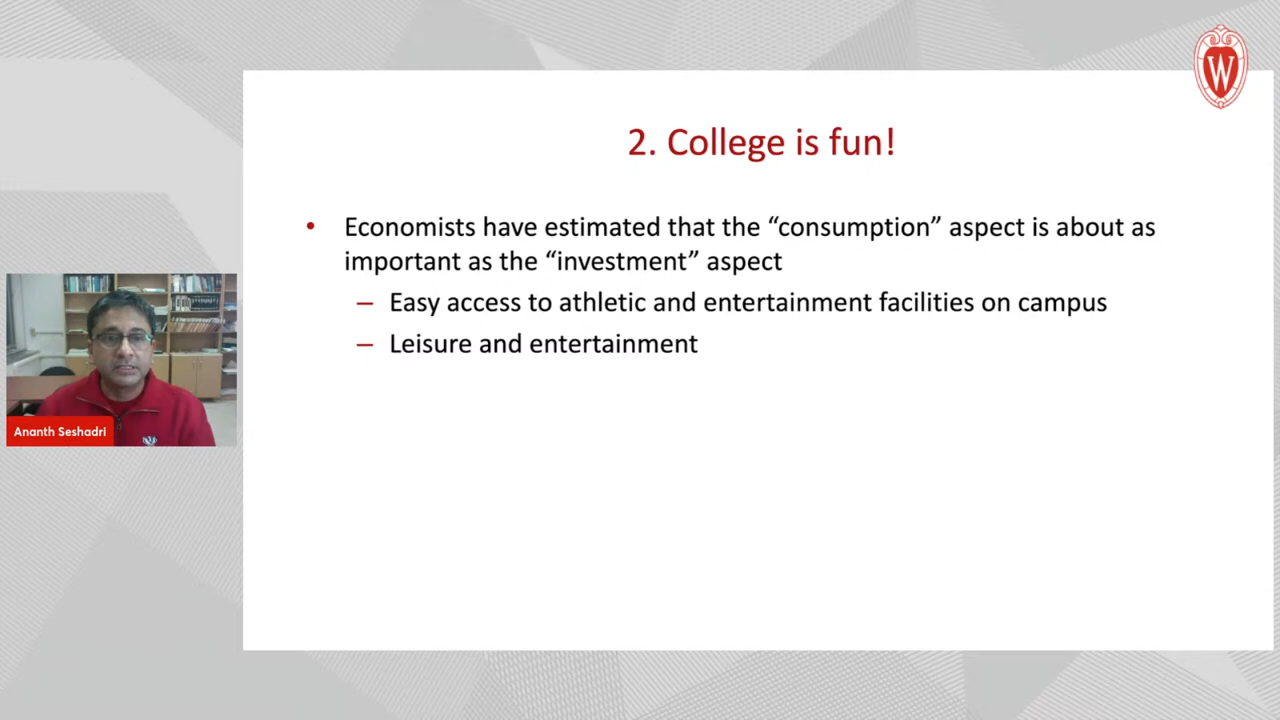 W
2. College is fun!
• Economists have estimated that the “consumption” aspect is about as
important as the “investment” aspect
– Easy access to athletic and entertainment facilities on campus
– Leisure and entertainment
Ananth Seshadri